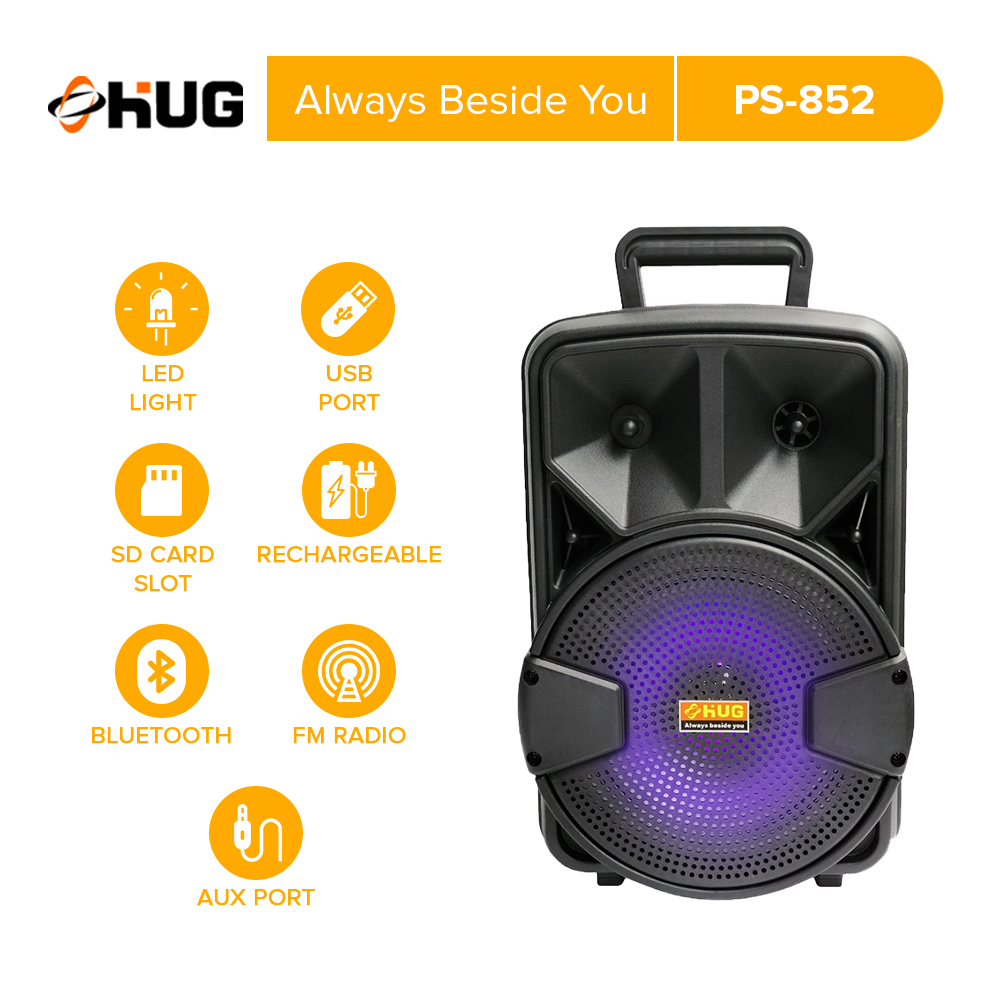 HUG
Always Beside You
PS-852
LED
LIGHT
USB
PORT
SD CARD
SLOT
RECHARGEABLE
BLUETOOTH
FM RADIO
AUX PORT
HUG
Always beside you